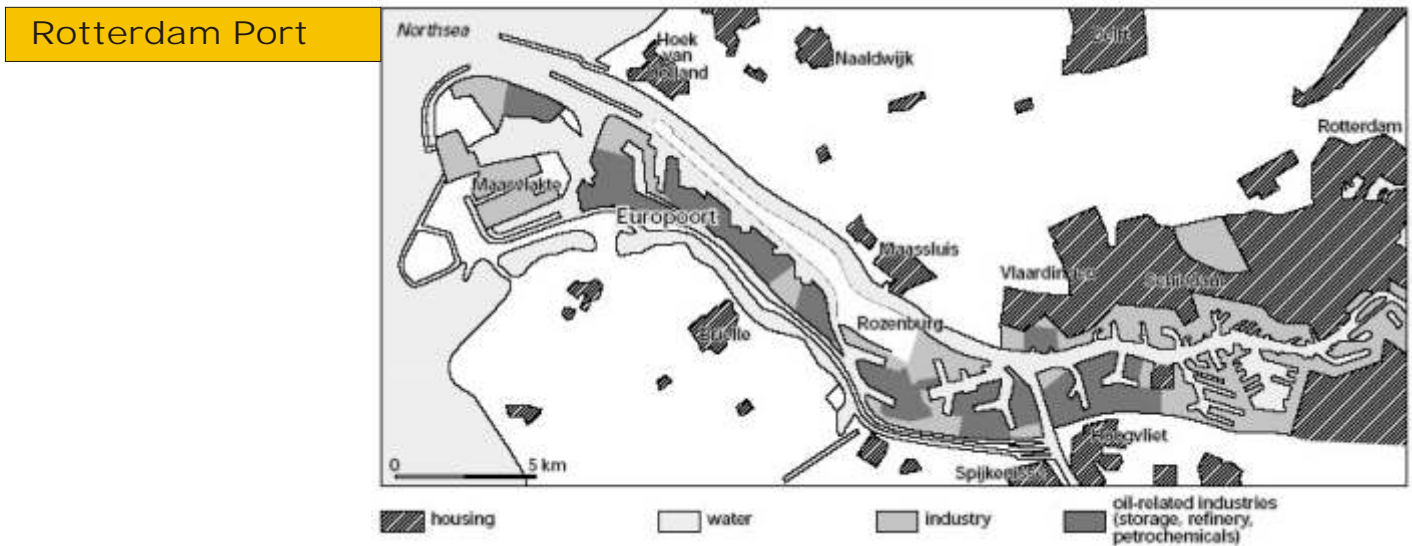 Rotterdam Port
Northsea
Hoek
van
Holland
Naaldwijk
Delft
Rotterdam
Maasvlakte
Europoort
Maassluis
Vlaardingen
Schiedam
Rozenburg
Brielle
Hoogvliet
Spijkenisse
0 5 km
housing
water
industry
oil-related industries
(storage, refinery,
petrochemicals)